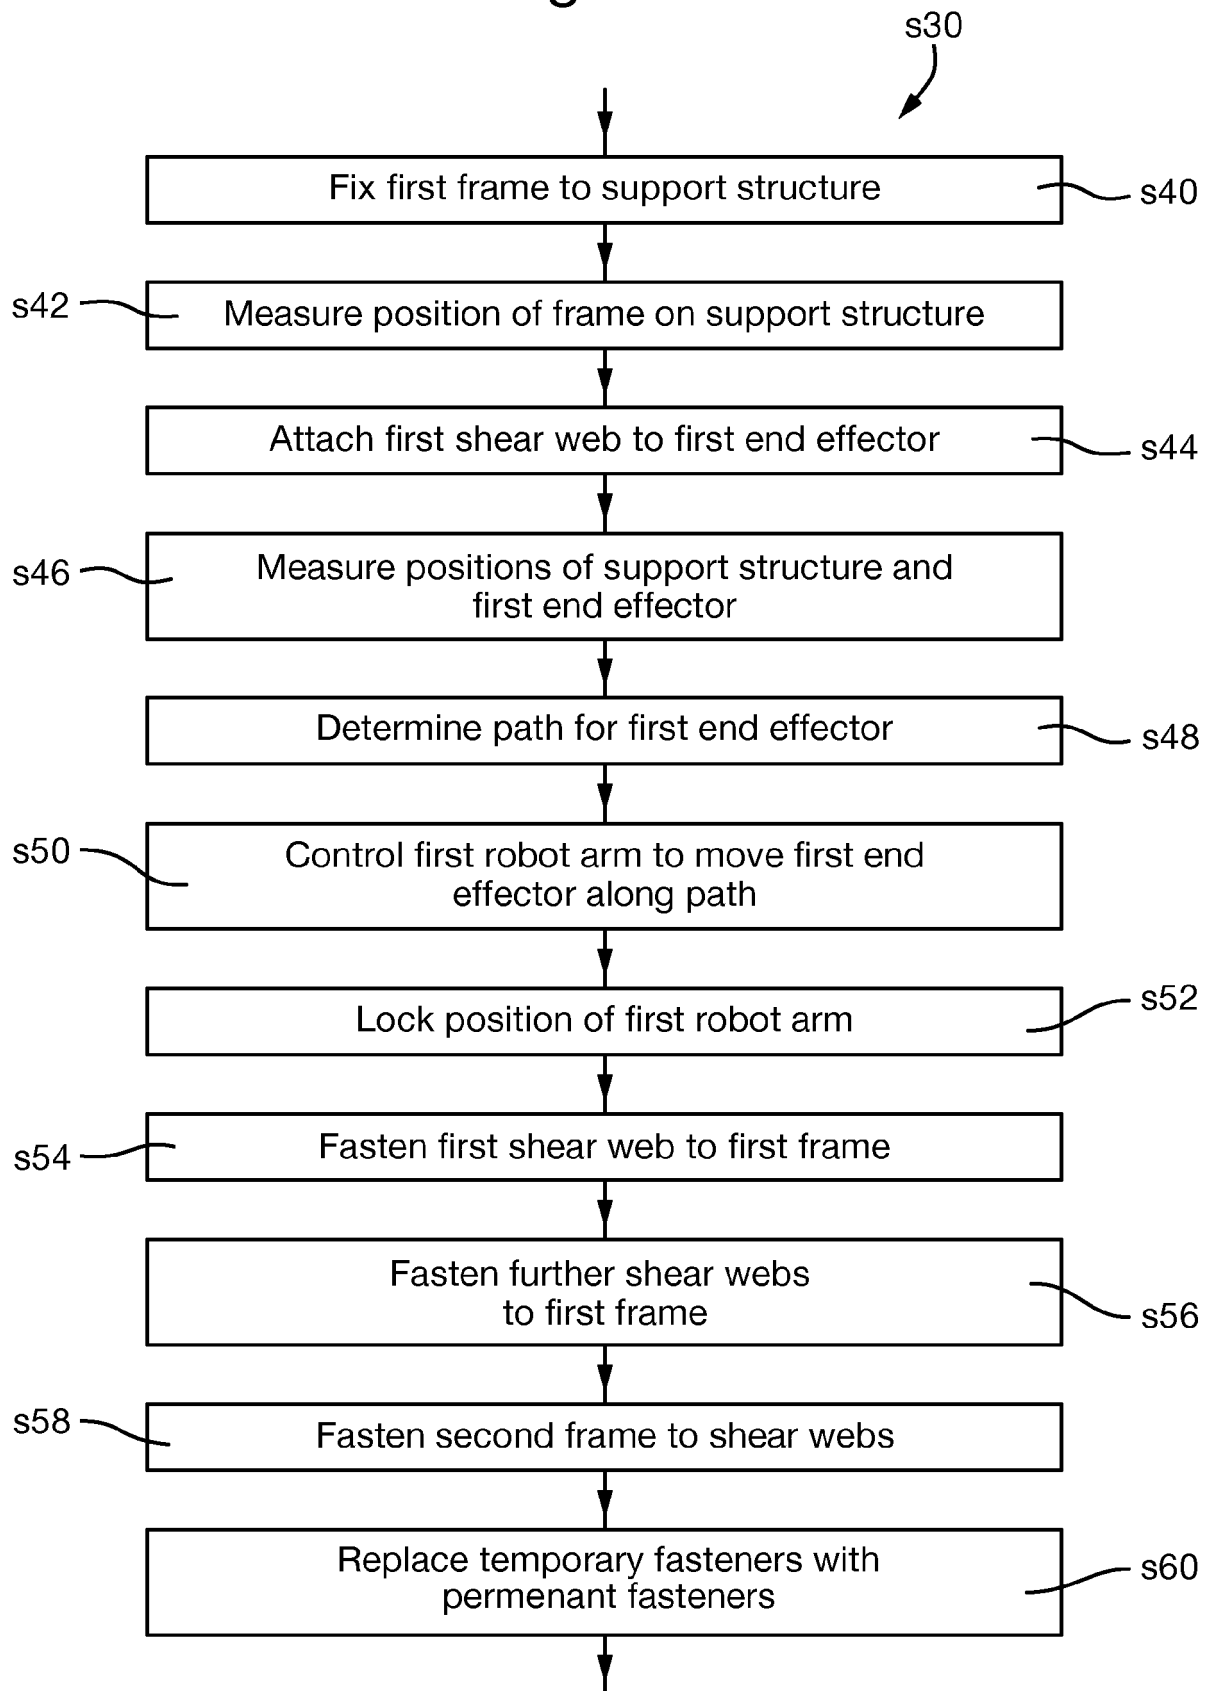 s30
Fix first frame to support structure
s40
s42
Measure position of frame on support structure
Attach first shear web to first end effector
s44
s46
Measure positions of support structure and
first end effector
Determine path for first end effector
s48
s50
Control first robot arm to move first end
effector along path
Lock position of first robot arm
s52
s54
Fasten first shear web to first frame
Fasten further shear webs
to first frame
s56
s58
Fasten second frame to shear webs
Replace temporary fasteners with
permenant fasteners
s60